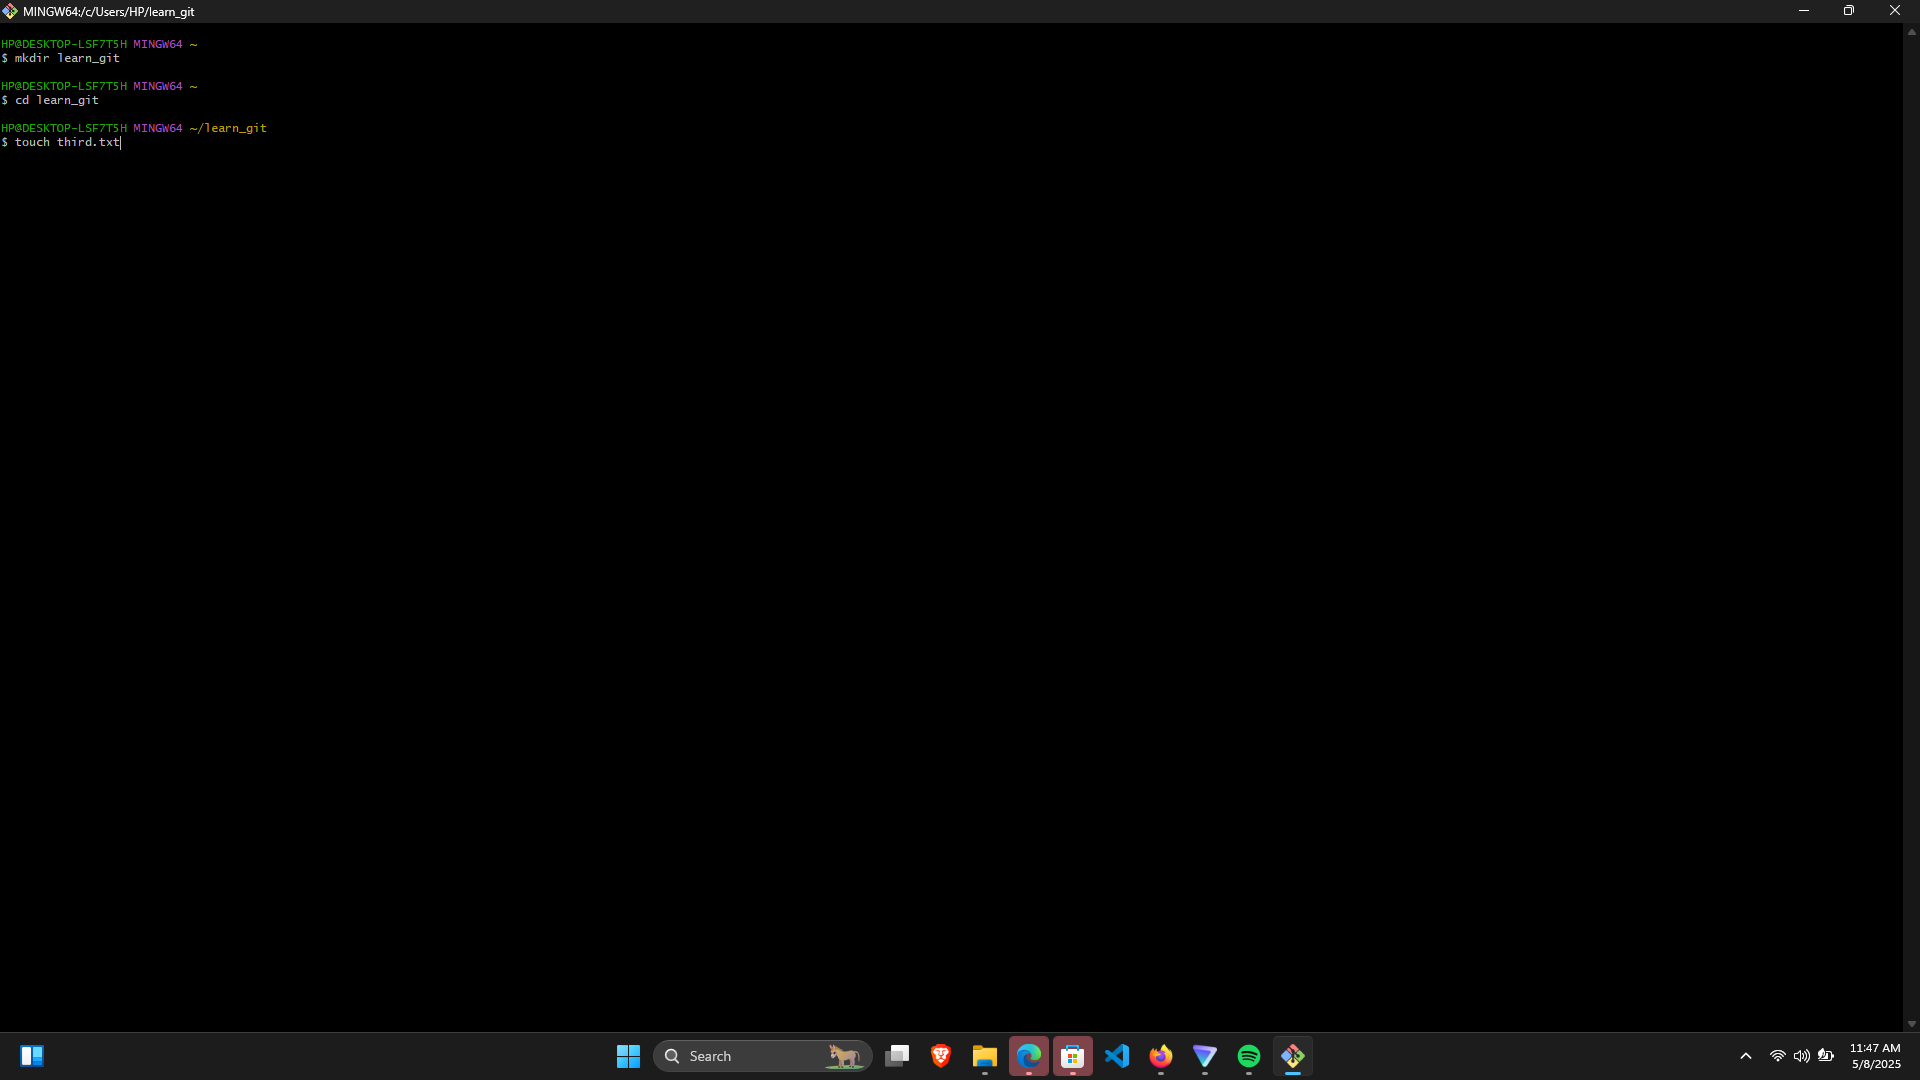 MINGW64:/c/Users/HP/learn_git
HP@DESKTOP-LSF7T5H MINGW64 ~
$ mkdir learn_git
HP@DESKTOP-LSF7T5H MINGW64 ~
$ cd learn_git
HP@DESKTOP-LSF7T5H MINGW64 ~/learn_git
$ touch third.txt
Search
11:47 AM
5/8/2025